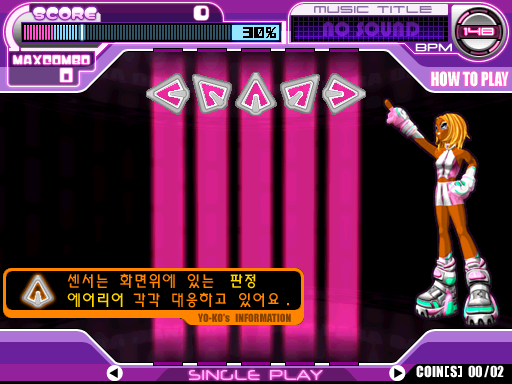 SCORE 0
30%
MAXCOMBO
0
MUSIC TITLE
NO SOUND
148
BPM
HOW TO PLAY
센서는 화면위에 있는 판정
에어리어 각각 대응하고 있어요.
YO-KO's INFORMATION
SINGLE PLAY
COIN[S] 00/02